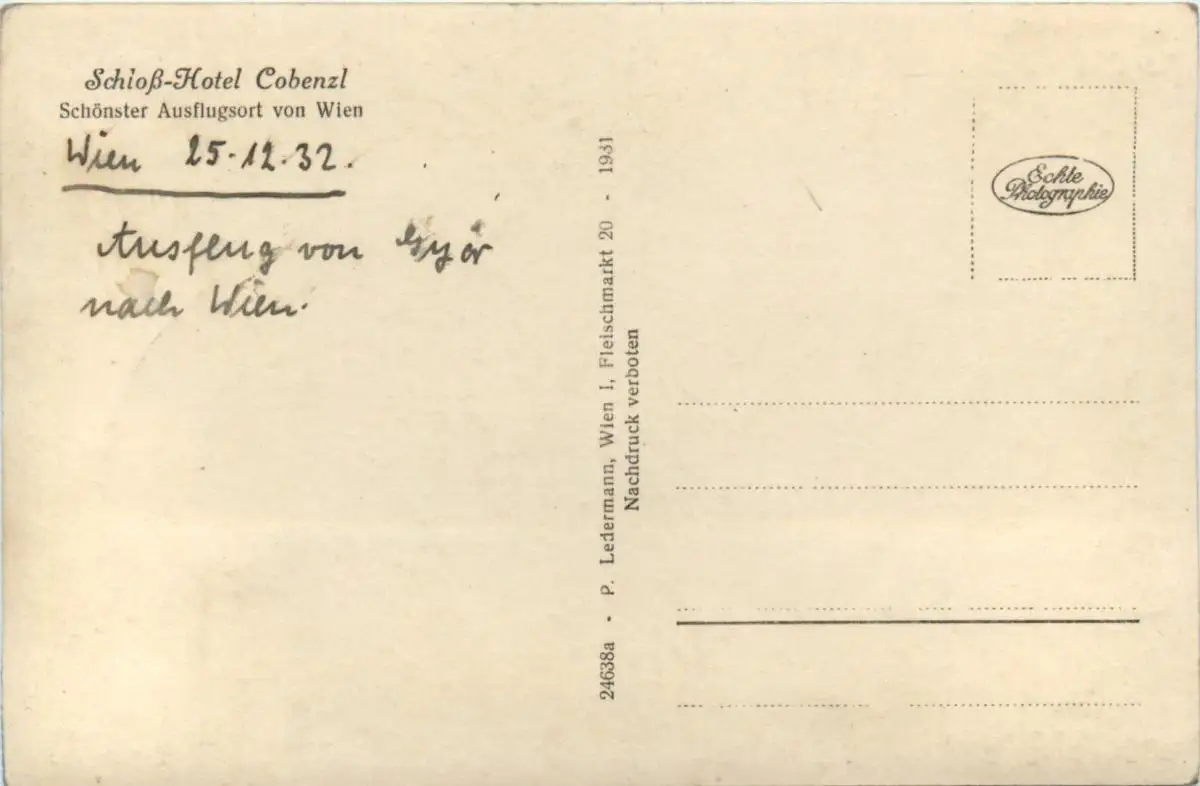 Schloß-Hotel Cobenzl
Schönster Ausflugsort von Wien
Wien 25.12.32.
Ausflug von Györ
nach Wien.
24638a - P. Ledermann, Wien I, Fleischmarkt 20 - 1931
Nachdruck verboten
Echte
Photographie